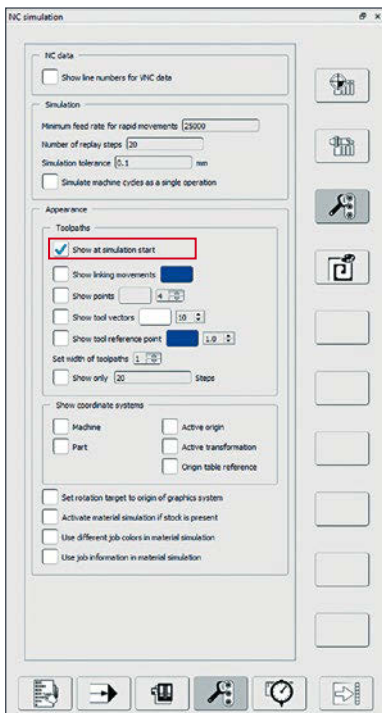 NC simulation
NC data
Show line numbers for VNC data
Simulation
Minimum feed rate for rapid movements 25000
Number of replay steps 20
Simulation tolerance 0.1 mm
Simulate machine cycles as a single operation
Appearance
Toolpaths
Show at simulation start
Show linking movements
Show points 4
Show tool vectors 10
Show tool reference point 1.0
Set width of toolpaths 1
Show only 20 Steps
Show coordinate systems
Machine Active origin
Part Active transformation
Origin table reference
Set rotation target to origin of graphics system
Activate material simulation if stock is present
Use different job colors in material simulation
Use job information in material simulation